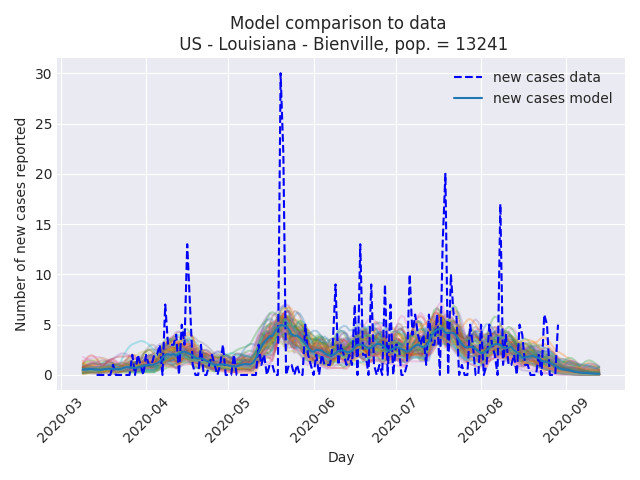 Model comparison to data
US - Louisiana - Bienville, pop. = 13241
new cases data
new cases model
Number of new cases reported
30
25
20
15
10
5
0
2020-03
2020-04
2020-05
2020-06
2020-07
2020-08
2020-09
Day